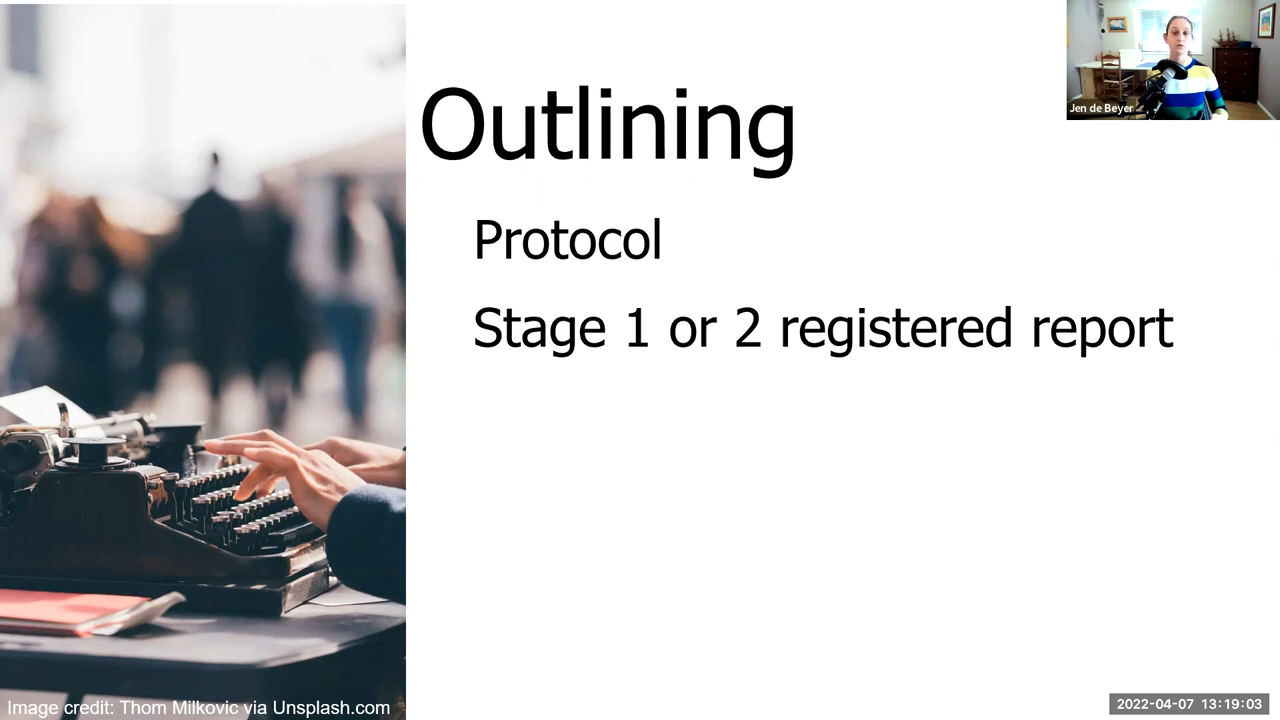 Outlining
Protocol
Stage 1 or 2 registered report
Jen de Beyer
Image credit: Thom Milkovic via Unsplash.com
2022-04-07 13:19:03